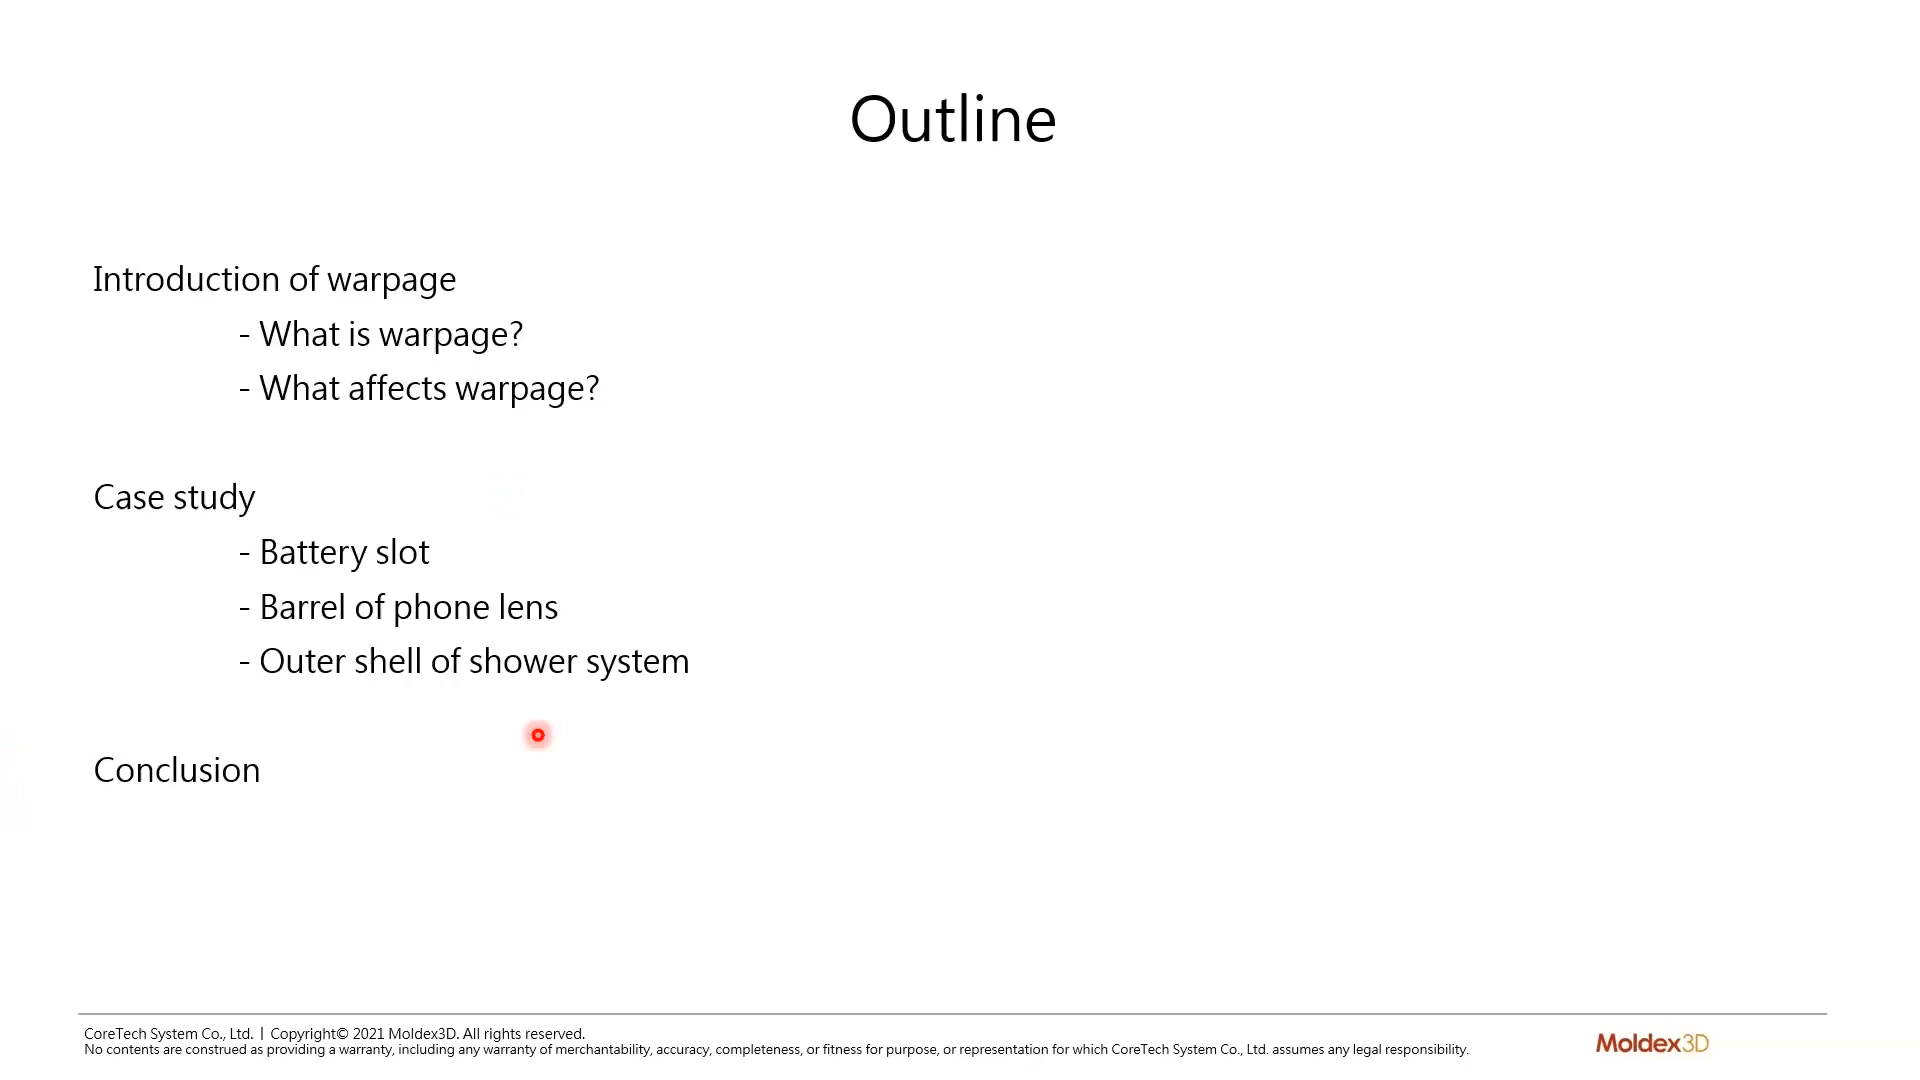 Outline
Introduction of warpage
- What is warpage?
- What affects warpage?
Case study
- Battery slot
- Barrel of phone lens
- Outer shell of shower system
Conclusion
CoreTech System Co., Ltd. | Copyright© 2021 Moldex3D. All rights reserved.
No contents are construed as providing a warranty, including any warranty of merchantability, accuracy, completeness, or fitness for purpose, or representation for which CoreTech System Co., Ltd. assumes any legal responsibility.
Moldex3D